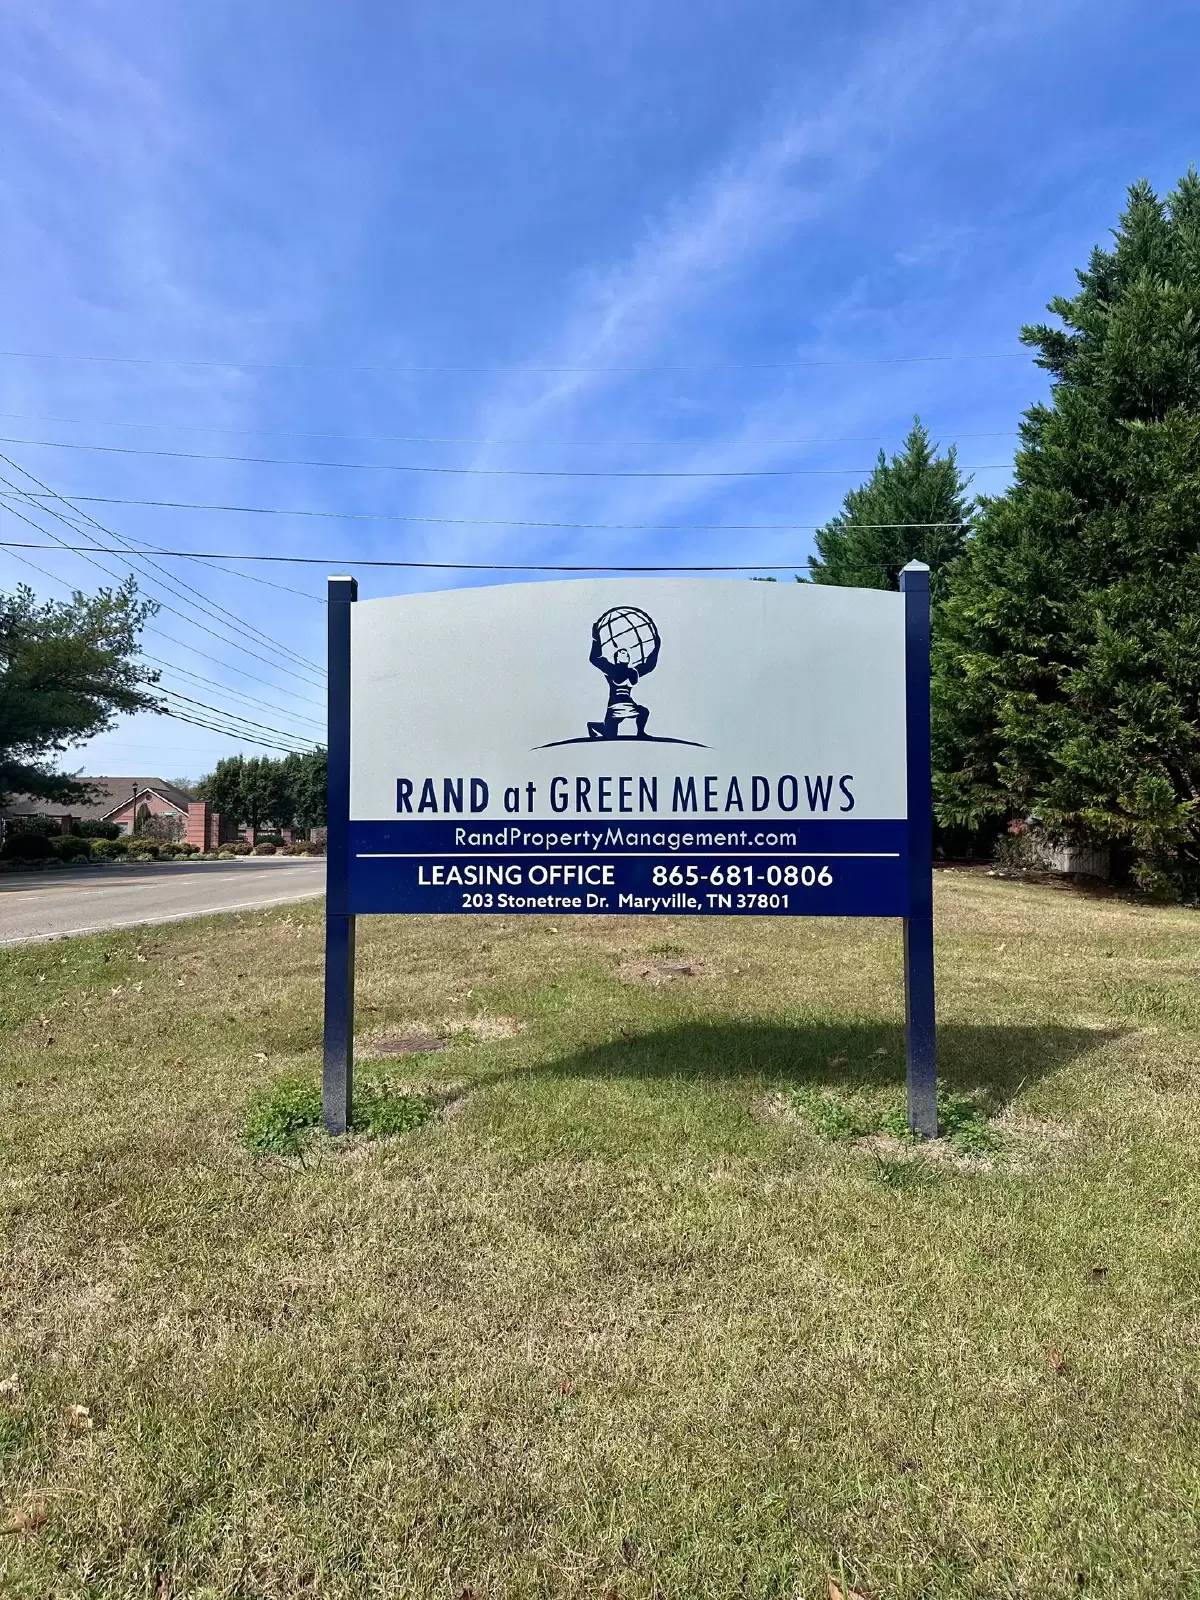 RAND at GREEN MEADOWS
RandPropertyManagement.com
LEASING OFFICE 865-681-0806
203 Stonetree Dr. Maryville, TN 37801